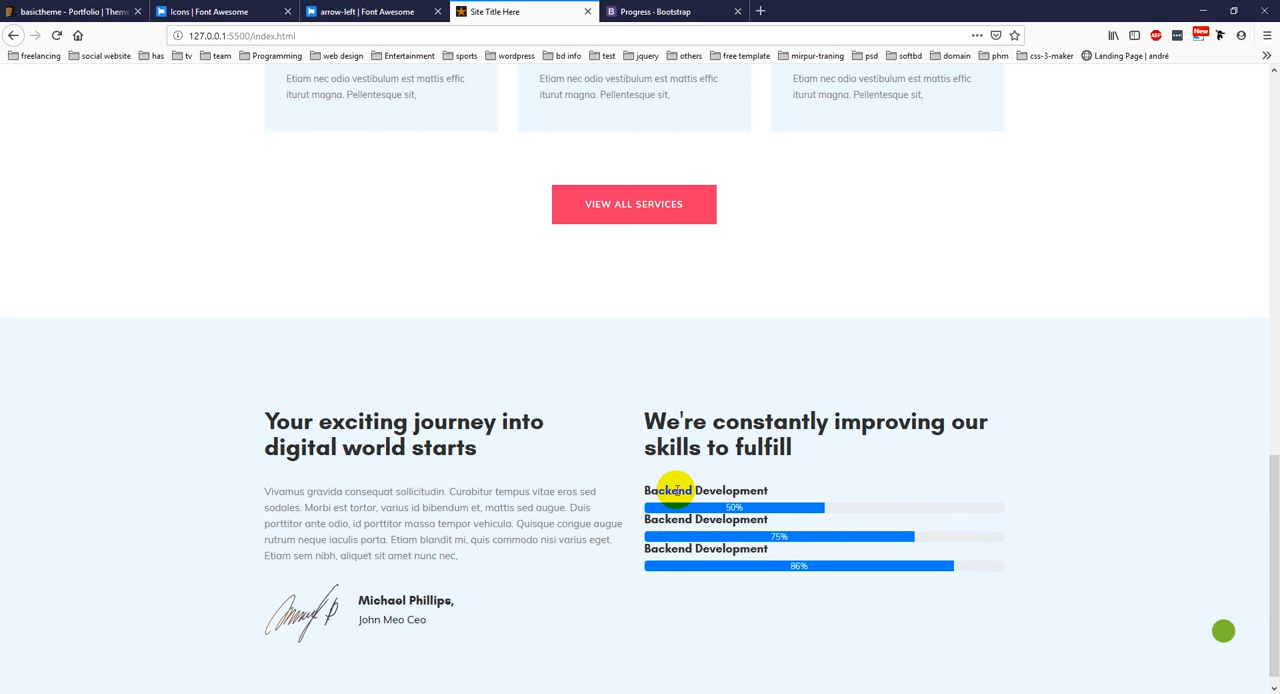 basictheme - Portfolio | Theme
Icons | Font Awesome
arrow-left | Font Awesome
Site Title Here
Progress - Bootstrap
127.0.0.1:5500/index.html
ABP
New
freelancing
social website
has
tv
team
Programming
web design
Entertainment
sports
wordpress
bd info
test
jquery
others
free template
mirpur-traning
psd
softbd
domain
phm
css-3-maker
Landing Page | andré
Etiam nec odio vestibulum est mattis effic
iturut magna. Pellentesque sit,
Etiam nec odio vestibulum est mattis effic
iturut magna. Pellentesque sit,
Etiam nec odio vestibulum est mattis effic
iturut magna. Pellentesque sit,
VIEW ALL SERVICES
Your exciting journey into
digital world starts
Vivamus gravida consequat sollicitudin. Curabitur tempus vitae eros sed
sodales. Morbi est tortor, varius id bibendum et, mattis sed augue. Duis
porttitor ante odio, id porttitor massa tempor vehicula. Quisque congue augue
rutrum neque iaculis porta. Etiam blandit mi, quis commodo nisi varius eget.
Etiam sem nibh, aliquet sit amet nunc nec,
Michael Phillips,
John Meo Ceo
We're constantly improving our
skills to fulfill
Backend Development
50%
Backend Development
75%
Backend Development
86%